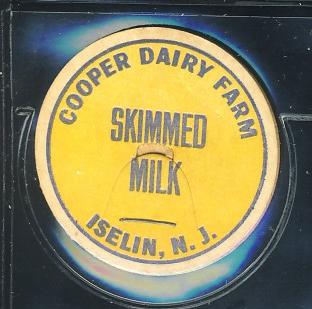 COOPER DAIRY FARM
SKIMMED
MILK
ISELIN, N. J.